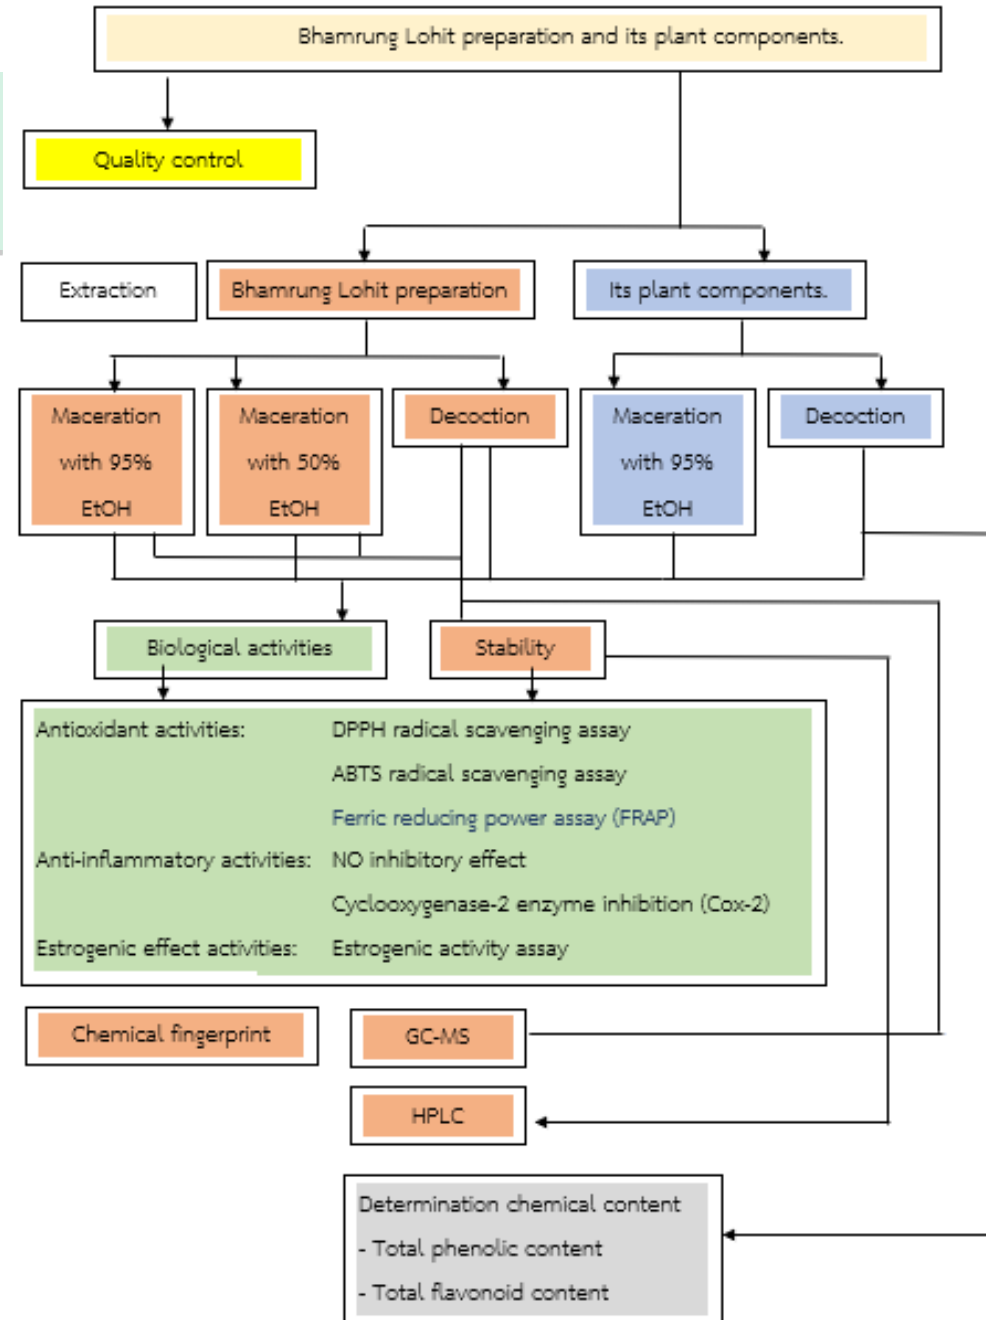 Bhamrung Lohit preparation and its plant components.
Quality control
Extraction
Bhamrung Lohit preparation
Its plant components.
Maceration
with 95%
EtOH
Maceration
with 50%
EtOH
Decoction
Maceration
with 95%
EtOH
Decoction
Biological activities
Stability
Antioxidant activities: DPPH radical scavenging assay
ABTS radical scavenging assay
Ferric reducing power assay (FRAP)
Anti-inflammatory activities: NO inhibitory effect
Cyclooxygenase-2 enzyme inhibition (Cox-2)
Estrogenic effect activities: Estrogenic activity assay
Chemical fingerprint
GC-MS
HPLC
Determination chemical content
- Total phenolic content
- Total flavonoid content